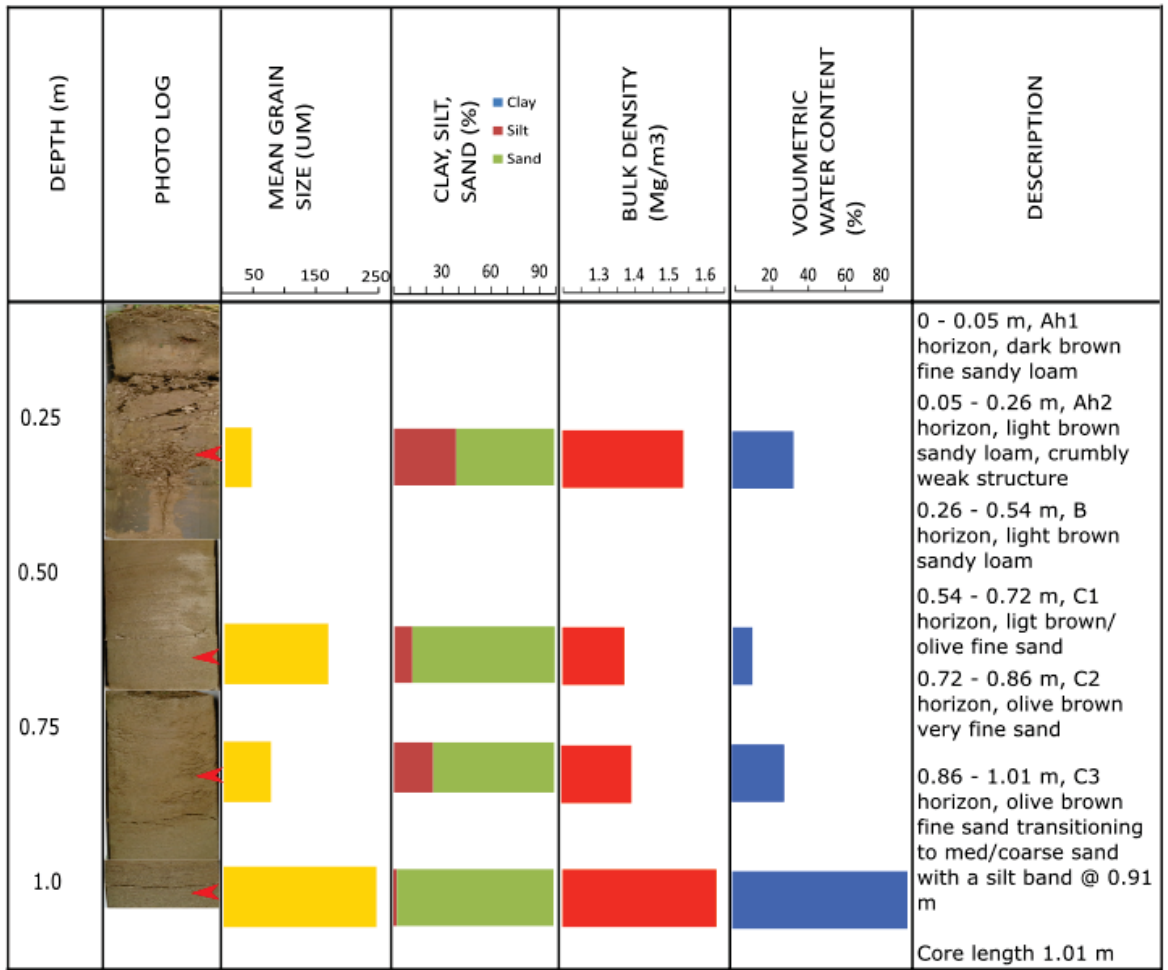 DEPTH (m)
PHOTO LOG
MEAN GRAIN
SIZE (UM)
50 150 250
CLAY, SILT,
SAND (%)
Clay
Silt
Sand
30 60 90
BULK DENSITY
(Mg/m3)
1.3 1.4 1.5 1.6
VOLUMETRIC
WATER CONTENT
(%)
20 40 60 80
DESCRIPTION
0.25
0.50
0.75
1.0
0 - 0.05 m, Ah1
horizon, dark brown
fine sandy loam
0.05 - 0.26 m, Ah2
horizon, light brown
sandy loam, crumbly
weak structure
0.26 - 0.54 m, B
horizon, light brown
sandy loam
0.54 - 0.72 m, C1
horizon, ligt brown/
olive fine sand
0.72 - 0.86 m, C2
horizon, olive brown
very fine sand
0.86 - 1.01 m, C3
horizon, olive brown
fine sand transitioning
to med/coarse sand
with a silt band @ 0.91
m
Core length 1.01 m